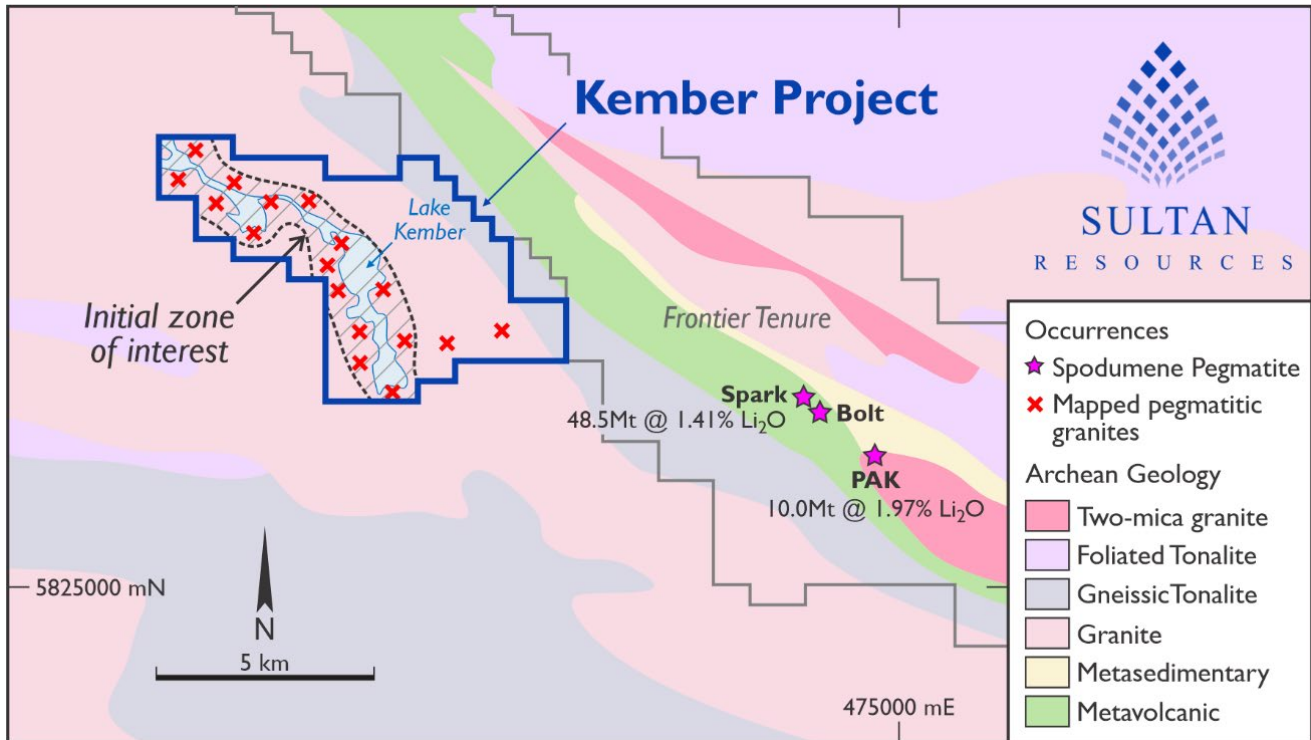 Kember Project
SULTAN
RESOURCES
Lake
Kember
Initial zone
of interest
Frontier Tenure
Spark
Bolt
48.5Mt @ 1.41% Li₂O
PAK
10.0Mt @ 1.97% Li₂O
5825000 mN
N
5 km
475000 mE
Occurrences
Spodumene Pegmatite
Mapped pegmatitic
granites
Archean Geology
Two-mica granite
Foliated Tonalite
Gneissic Tonalite
Granite
Metasedimentary
Metavolcanic